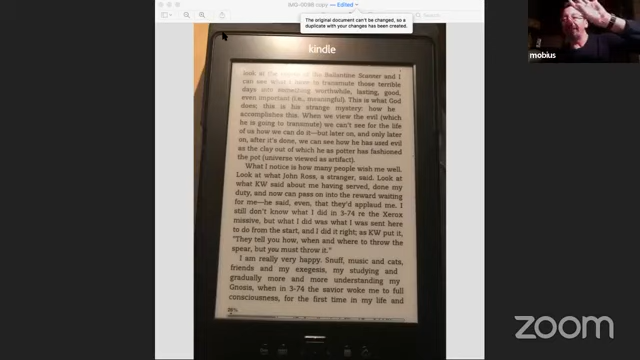 IMG-0598 copy — Edited
The original document can't be changed, so a
duplicate with your changes has been created.
Search
mobius
kindle
look at the of the Ballantine Scanner and I
can see what I have to transmute those terrible
days into something worthwhile, lasting, good,
even important (i.e., meaningful). This is what God
does; this is his strange mystery: how he
accomplishes this. When we view the evil (which
he is going to transmute) we can't see for the life
of us how we can do it—but later on, and only later
on, after it's done, we can see how he has used evil
as the clay out of which he as potter has fashioned
the pot (universe viewed as artifact).
What I notice is how many people wish me well.
Look at what John Ross, a stranger, said. Look at
what KW said about me having served, done my
duty, and now can pass on into the reward waiting
for me—he said, even, that they'd applaud me. I
still don't know what I did in 3-74 re the Xerox
missive, but what I did was what I was sent here
to do from the start, and I did it right; as KW put it,
"They tell you how, when and where to throw the
spear, but you must throw it."
I am really very happy. Snuff, music and cats,
friends and my exegesis, my studying and
gradually more and more understanding my
Gnosis, when in 3-74 the savior woke me to full
consciousness, for the first time in my life and
zoom